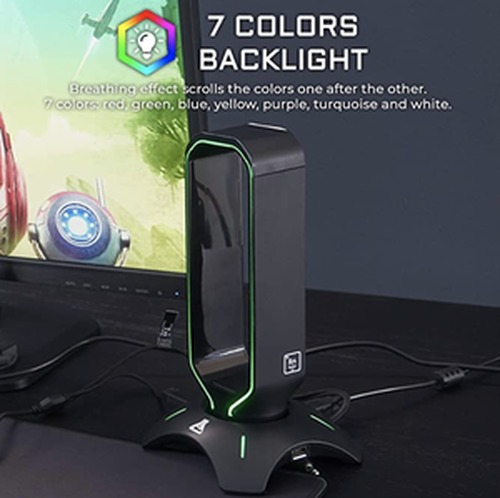 7 COLORS
BACKLIGHT
Breathing effect scrolls the colors one after the other.
7 colors: red, green, blue, yellow, purple, turquoise and white.